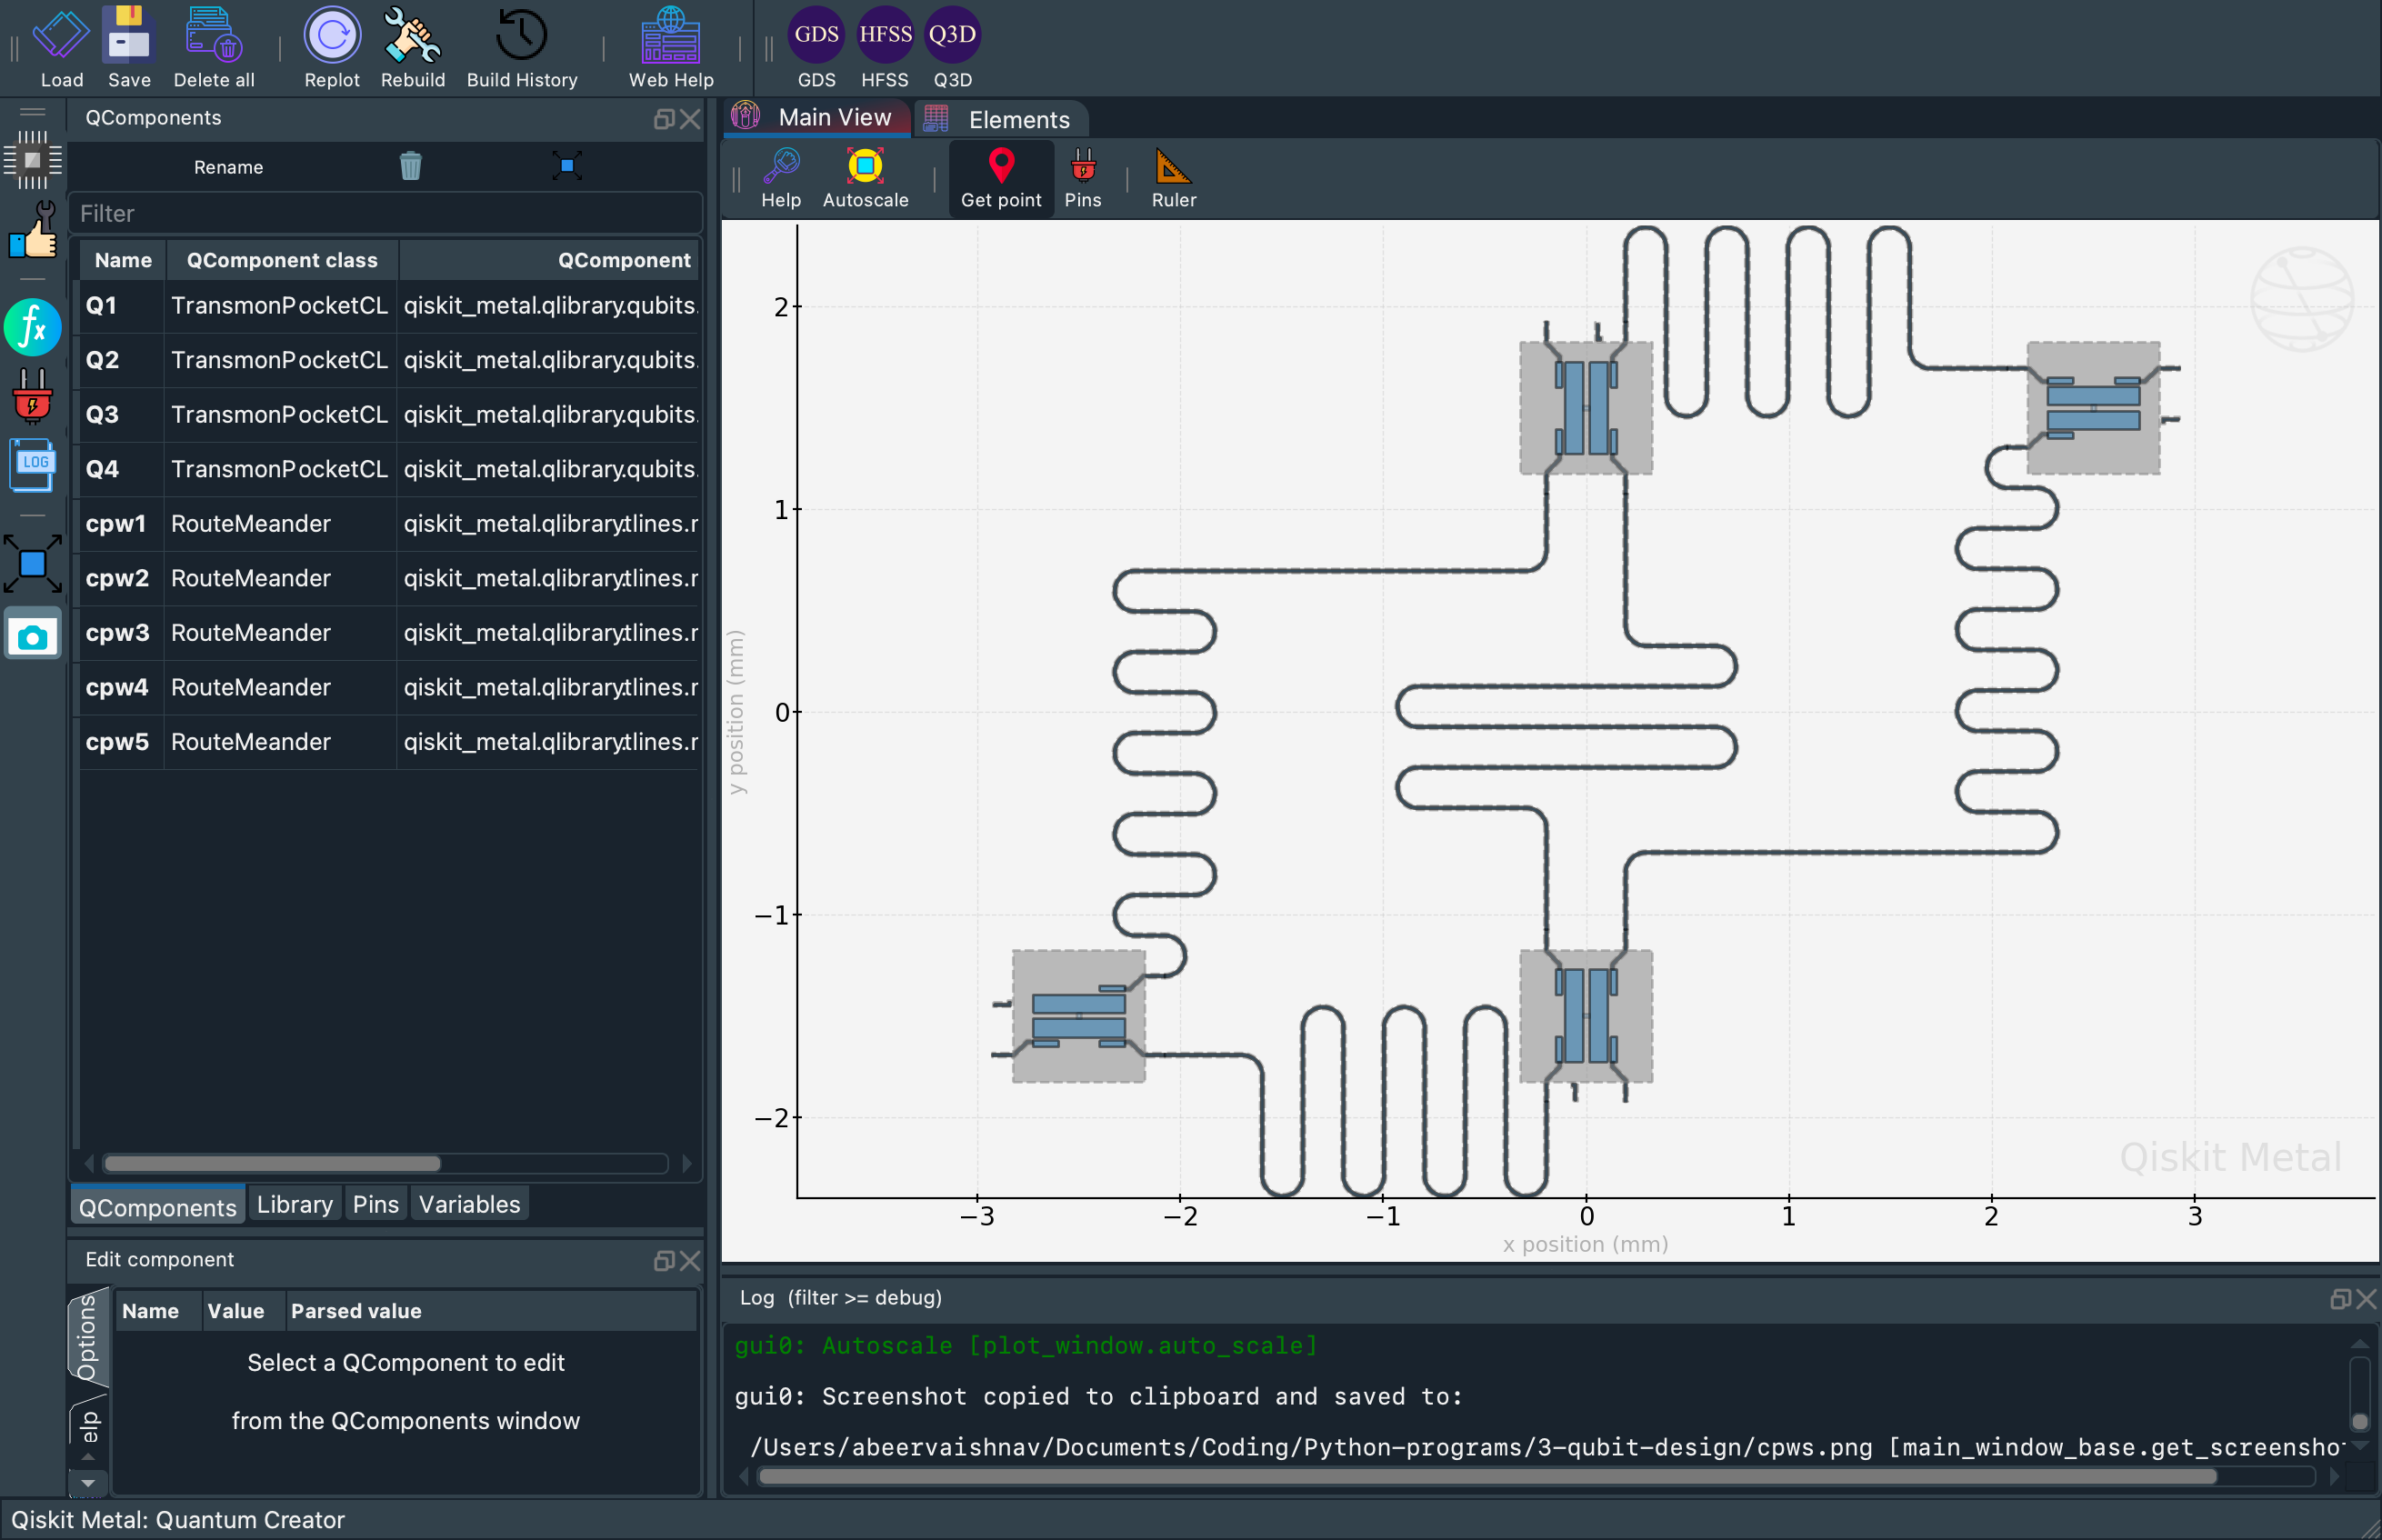 Load Save Delete all Replot Rebuild Build History Web Help GDS HFSS Q3D
GDS HFSS Q3D
QComponents
Rename
Filter
Name QComponent class QComponent
Q1 TransmonPocketCL qiskit_metal.qlibrary.qubits.
Q2 TransmonPocketCL qiskit_metal.qlibrary.qubits.
Q3 TransmonPocketCL qiskit_metal.qlibrary.qubits.
Q4 TransmonPocketCL qiskit_metal.qlibrary.qubits.
cpw1 RouteMeander qiskit_metal.qlibrary.tlines.r
cpw2 RouteMeander qiskit_metal.qlibrary.tlines.r
cpw3 RouteMeander qiskit_metal.qlibrary.tlines.r
cpw4 RouteMeander qiskit_metal.qlibrary.tlines.r
cpw5 RouteMeander qiskit_metal.qlibrary.tlines.r
fx
LOG
QComponents Library Pins Variables
Edit component
Options
elp
Name Value Parsed value
Select a QComponent to edit
from the QComponents window
Main View Elements
Help Autoscale Get point Pins Ruler
y position (mm)
2
1
0
−1
−2
−3 −2 −1 0 1 2 3
x position (mm)
Qiskit Metal
Log (filter >= debug)
gui0: Autoscale [plot_window.auto_scale]
gui0: Screenshot copied to clipboard and saved to:
/Users/abeervaishnav/Documents/Coding/Python-programs/3-qubit-design/cpws.png [main_window_base.get_screensho
Qiskit Metal: Quantum Creator